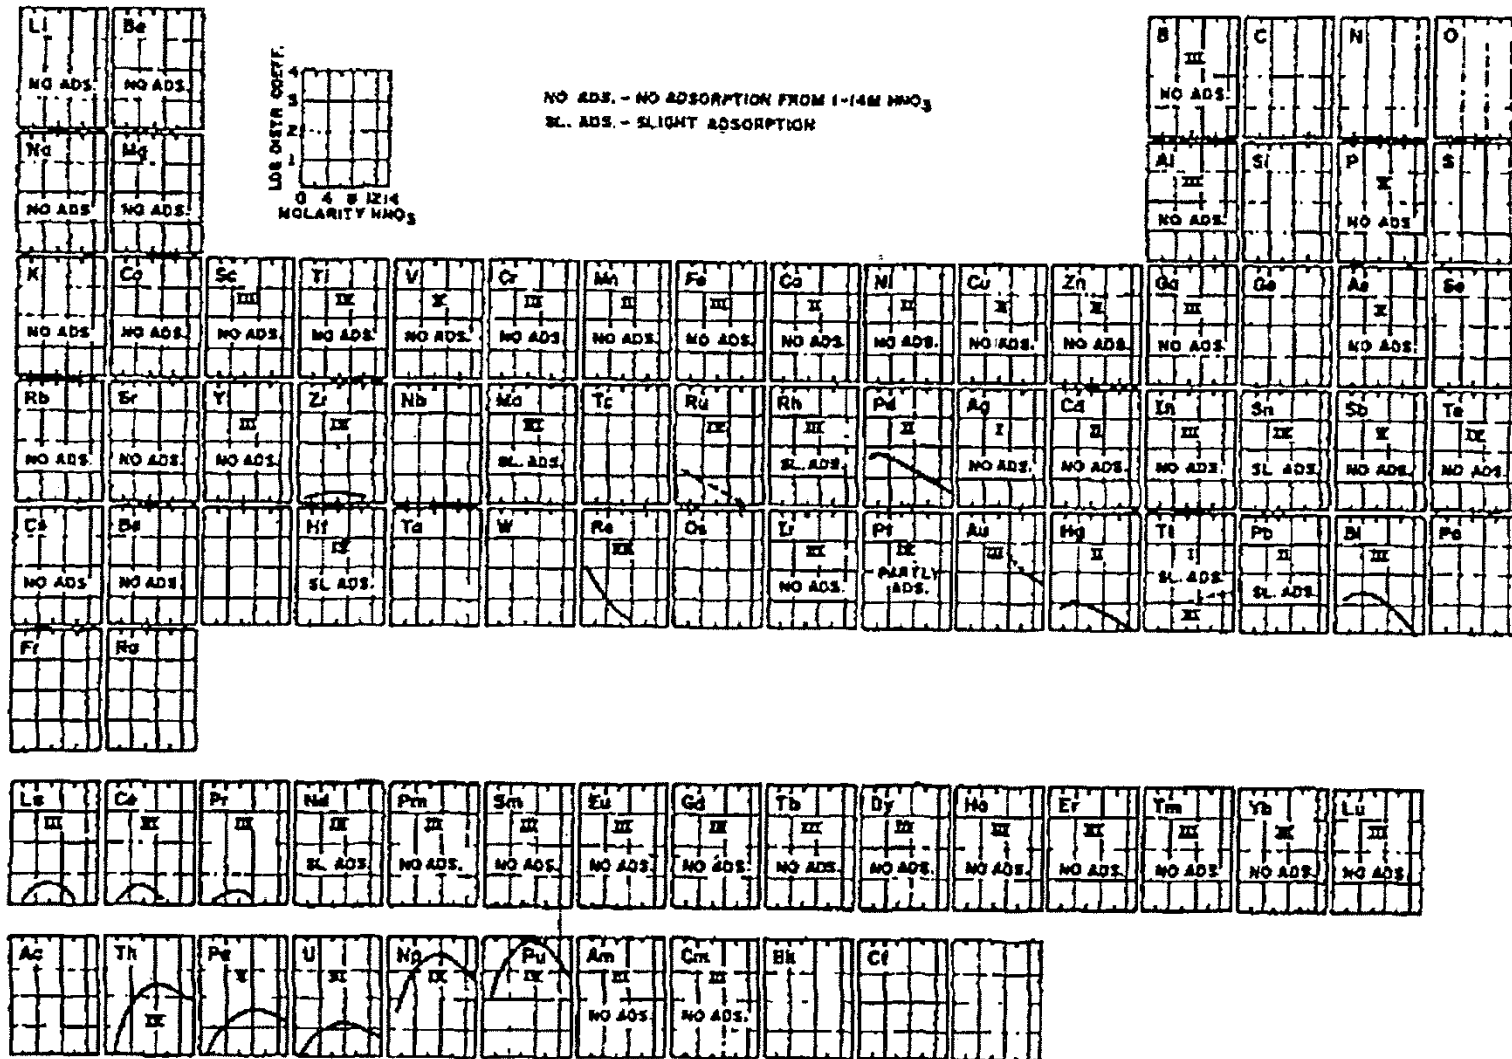 Li Be B C N O
III
NO ADS. NO ADS. NO ADS.
LOG DISTR COEFF.
4
3
2
1
0 4 8 12 14
MOLARITY HNO3
NO ADS. - NO ADSORPTION FROM 1-14M HNO3
SL. ADS. - SLIGHT ADSORPTION
Na Mg Al Si P S
III V
NO ADS. NO ADS. NO ADS. NO ADS.
K Ca Sc Ti V Cr Mn Fe Co Ni Cu Zn Ga Ge As Se
III IV V III II III II II II II III V
NO ADS. NO ADS. NO ADS. NO ADS. NO ADS. NO ADS. NO ADS. NO ADS. NO ADS. NO ADS. NO ADS. NO ADS. NO ADS. NO ADS.
Rb Sr Y Zr Nb Mo Tc Ru Rh Pd Ag Cd In Sn Sb Te
III IV VI IV III II I II III IV V IV
NO ADS. NO ADS. NO ADS. SL. ADS. SL. ADS. NO ADS. NO ADS. NO ADS. SL. ADS. NO ADS. NO ADS.
Cs Ba Hf Ta W Re Os Ir Pt Au Hg Tl Pb Bi Po
IV VII IV IV III II I II III
NO ADS. NO ADS. SL. ADS. NO ADS. PARTLY ADS. SL. ADS. SL. ADS.
III
Fr Ra
La Ce Pr Nd Pm Sm Eu Gd Tb Dy Ho Er Tm Yb Lu
III III III III III III III III III III III III III III III
SL. ADS. NO ADS. NO ADS. NO ADS. NO ADS. NO ADS. NO ADS. NO ADS. NO ADS. NO ADS. NO ADS. NO ADS.
Ac Th Pa U Np Pu Am Cm Bk Cf
IV V VI IV IV III III
NO ADS. NO ADS.